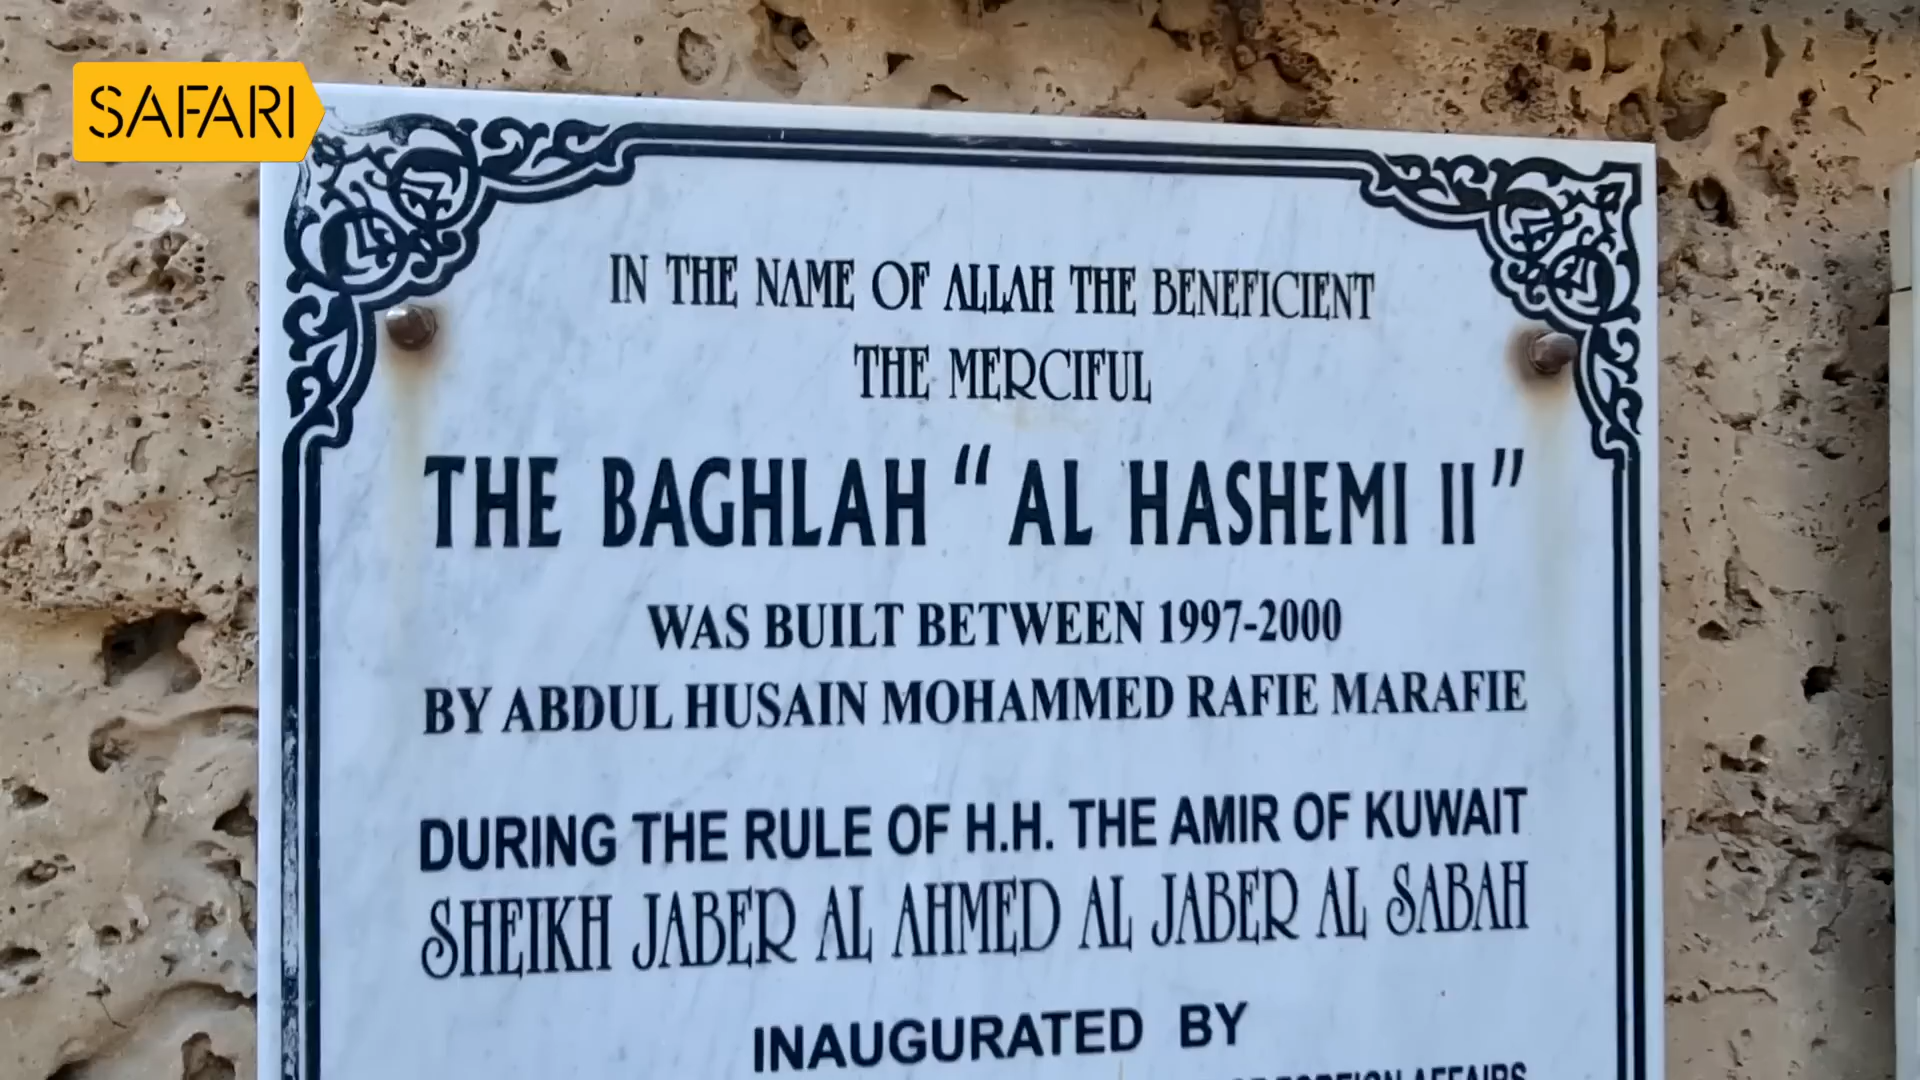 SAFARI
IN THE NAME OF ALLAH THE BENEFICIENT
THE MERCIFUL
THE BAGHLAH “AL HASHEMI II”
WAS BUILT BETWEEN 1997-2000
BY ABDUL HUSAIN MOHAMMED RAFIE MARAFIE
DURING THE RULE OF H.H. THE AMIR OF KUWAIT
SHEIKH JABER AL AHMED AL JABER AL SABAH
INAUGURATED BY
FOREIGN AFFAIRS